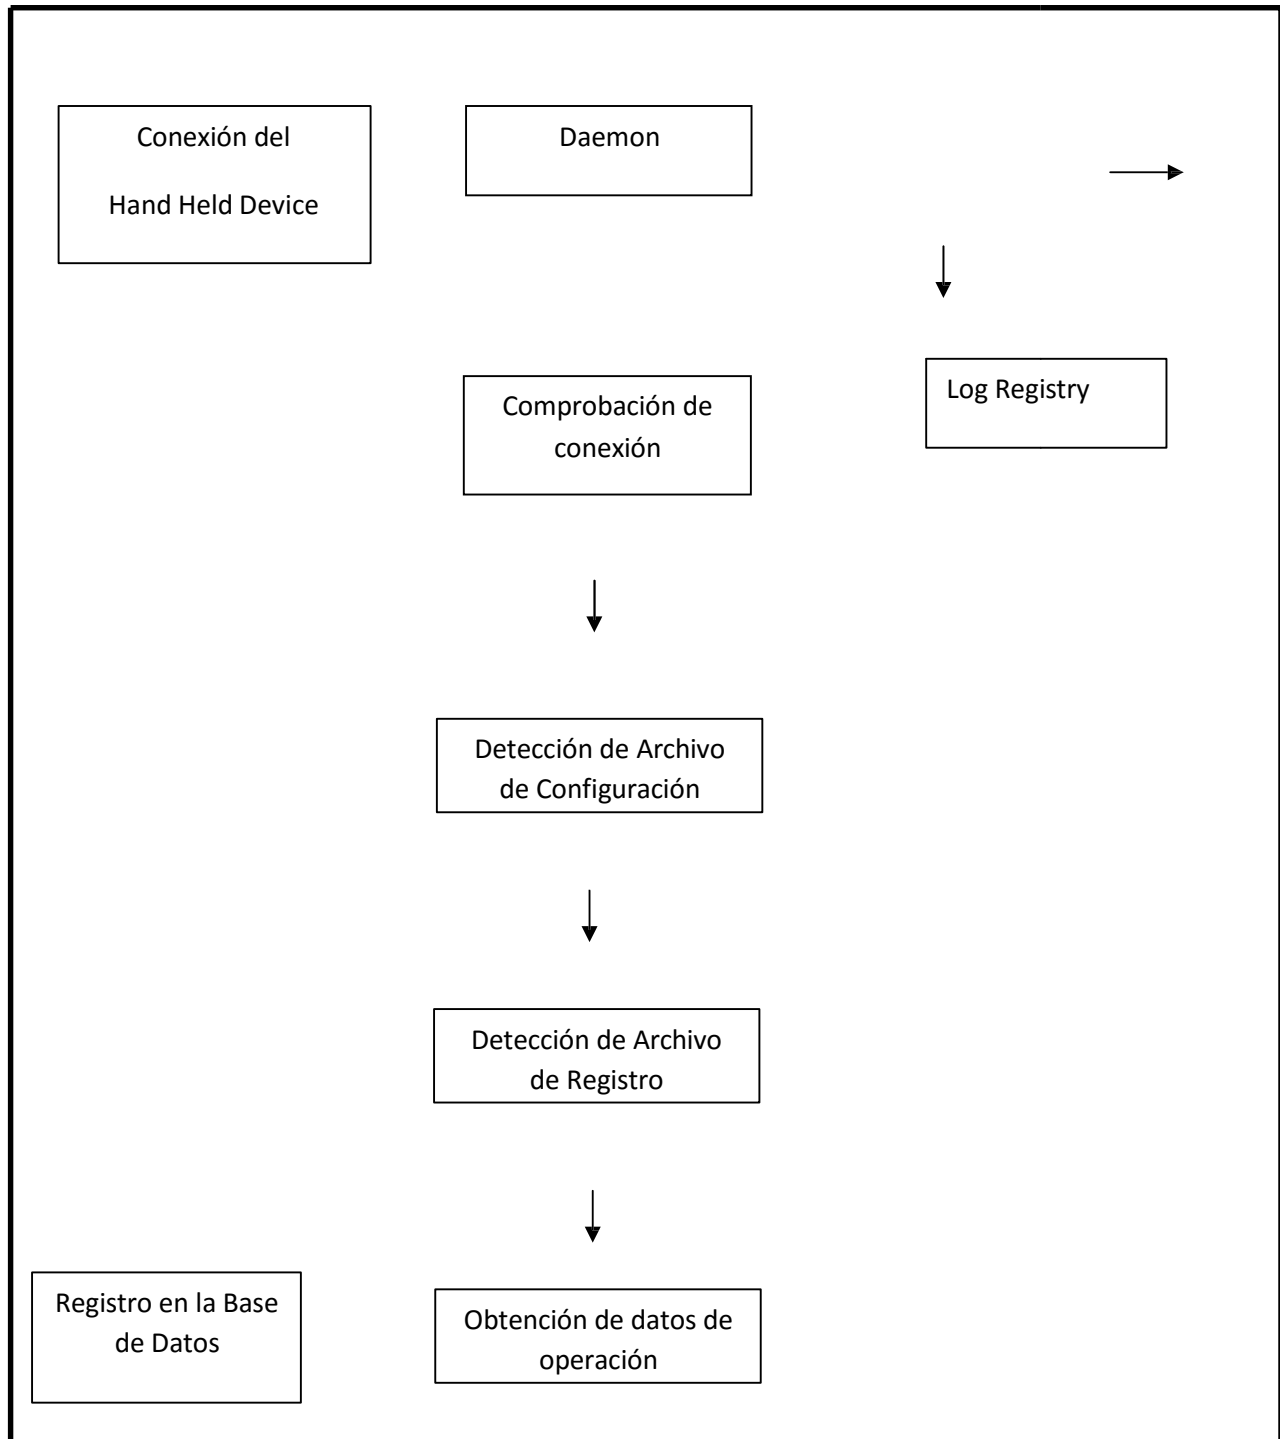 Conexión del
Hand Held Device
Daemon
Comprobación de
conexión
Log Registry
Detección de Archivo
de Configuración
Detección de Archivo
de Registro
Registro en la Base
de Datos
Obtención de datos de
operación